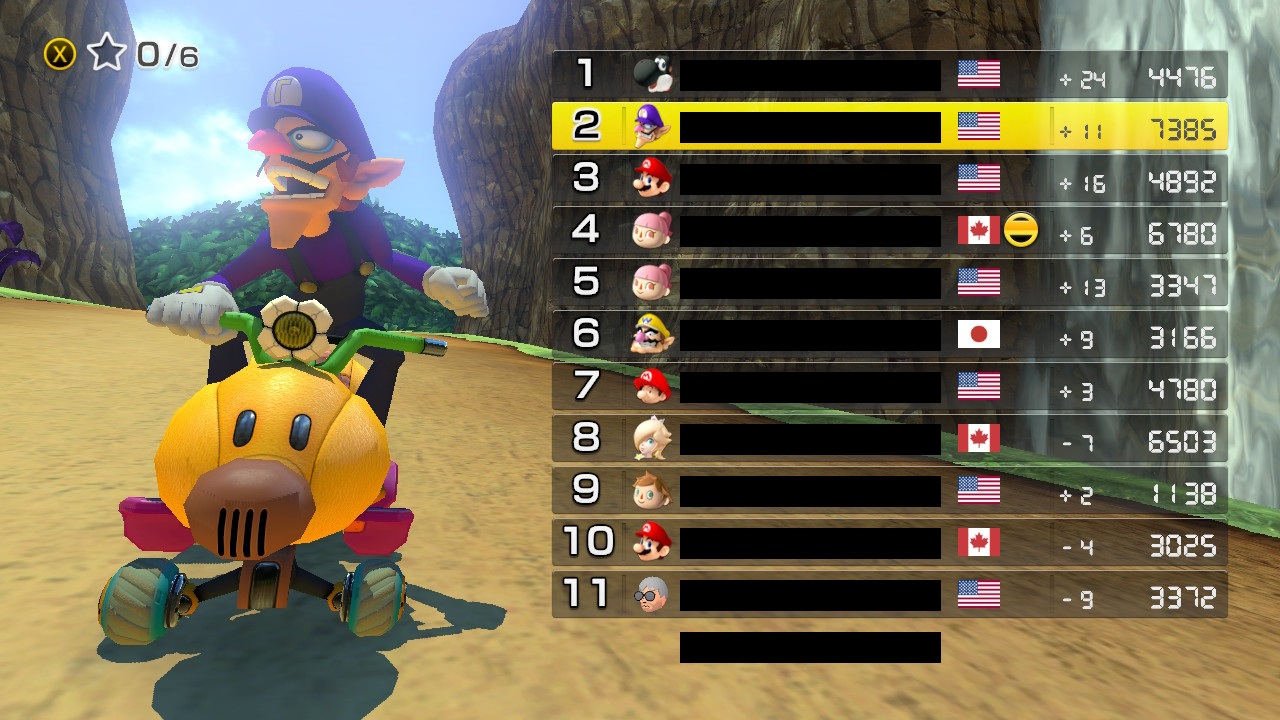 X 0/6
1 + 24 4476
2 + 11 7385
3 + 16 4892
4 + 6 6780
5 + 13 3347
6 + 9 3166
7 + 3 4780
8 - 7 6503
9 + 2 1138
10 - 4 3025
11 - 9 3372